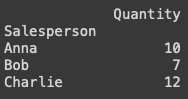 Quantity
Salesperson
Anna 10
Bob 7
Charlie 12